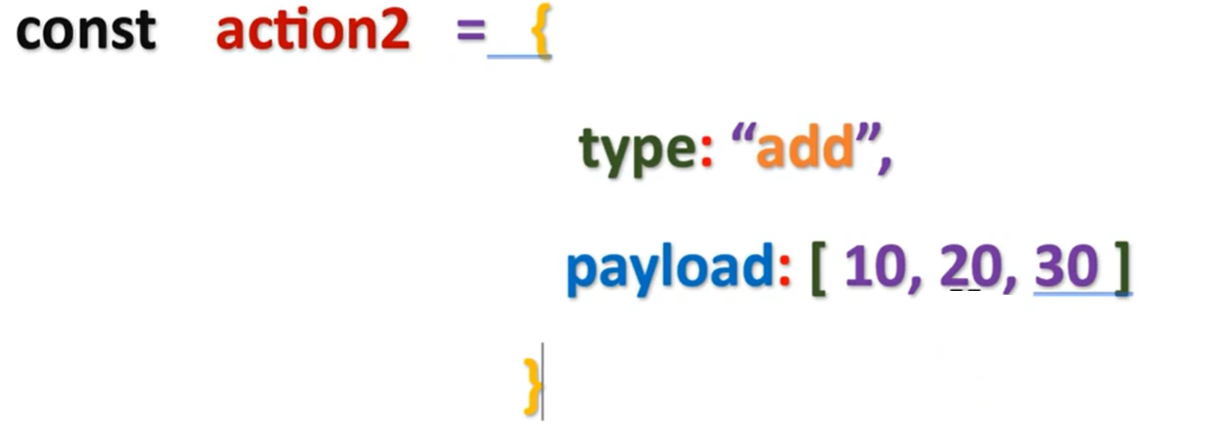 const action2 = {
type: “add”,
payload: [ 10, 20, 30 ]
}